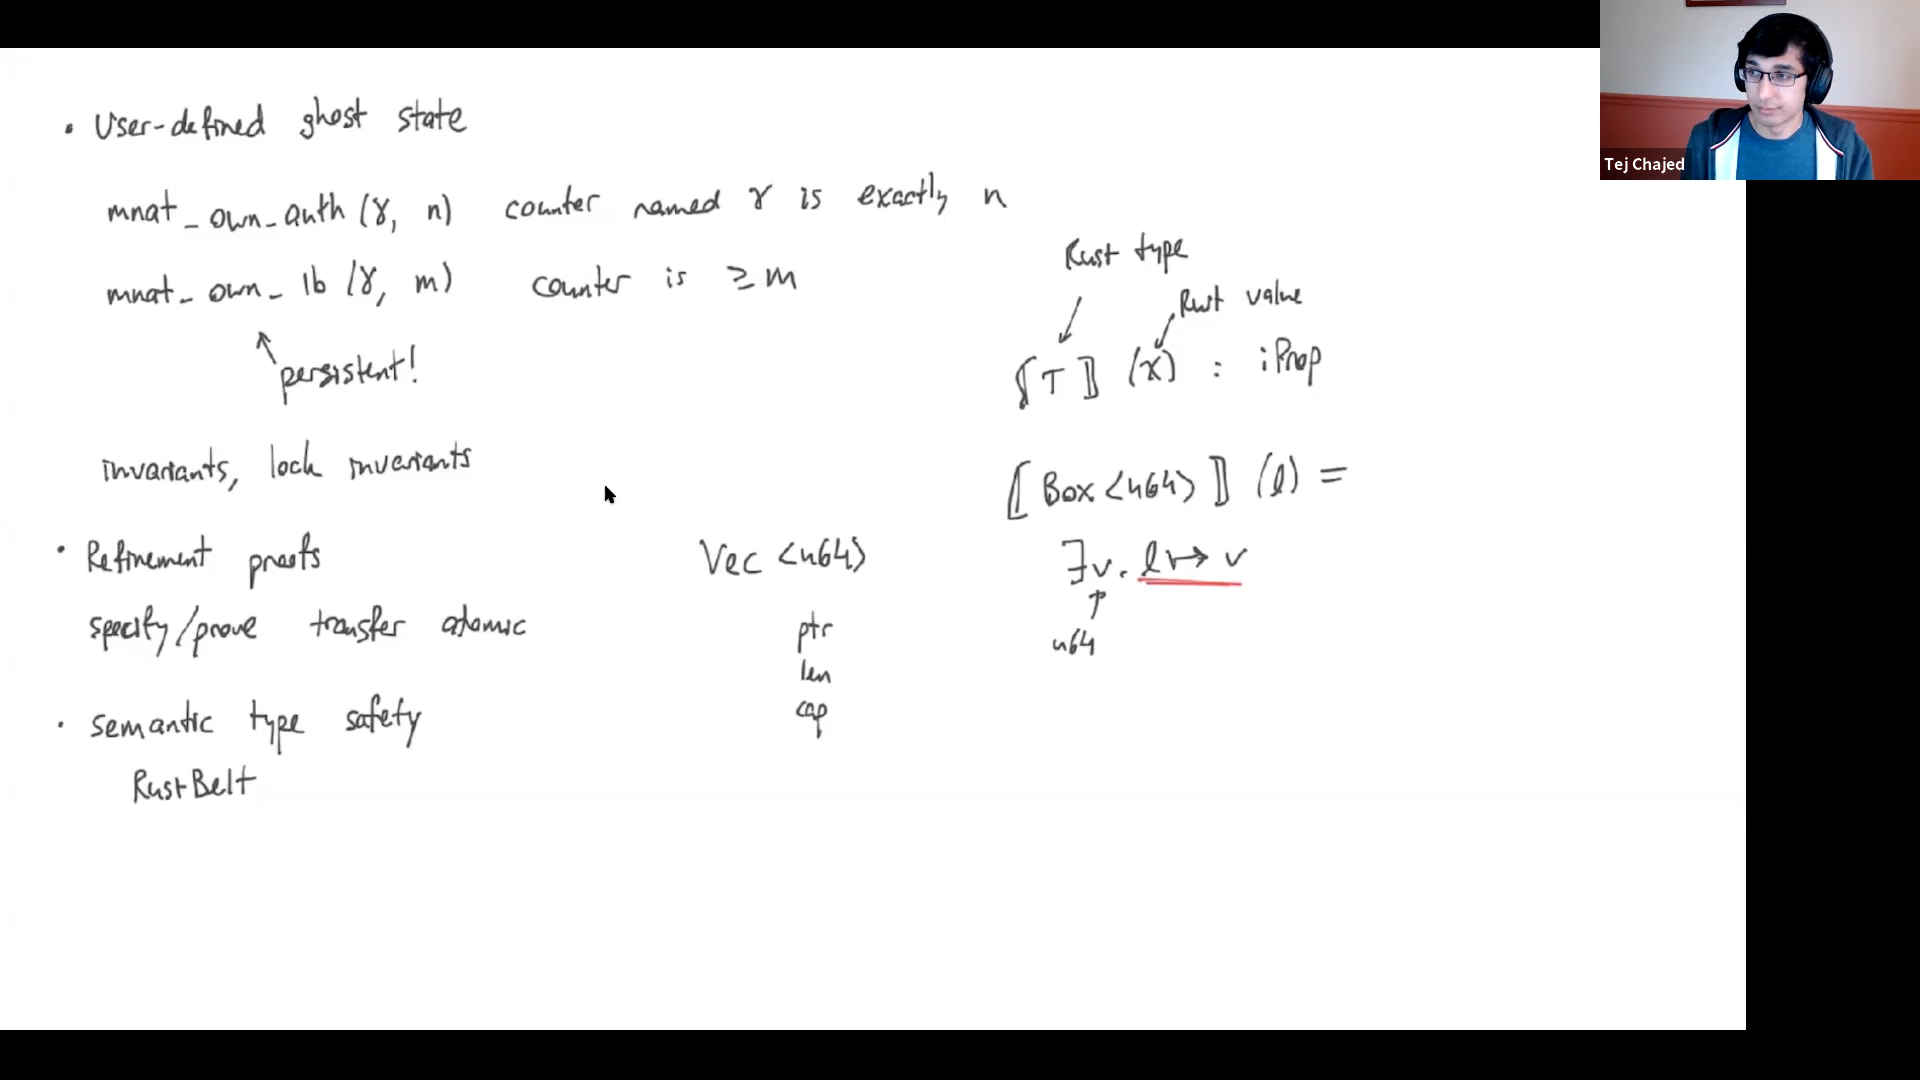 • User-defined ghost state
mnat_own_auth (γ, n) counter named γ is exactly n
mnat_own_lb (γ, m) counter is ≥ m
persistent!
invariants, lock invariants
• Refinement proofs
specify/prove transfer atomic
• semantic type safety
RustBelt
Vec <u64>
ptr
len
cap
Rust type
Rust value
⟦T⟧ (x) : iProp
⟦Box<u64>⟧ (l) =
∃v. l ↦ v
u64
Tej Chajed